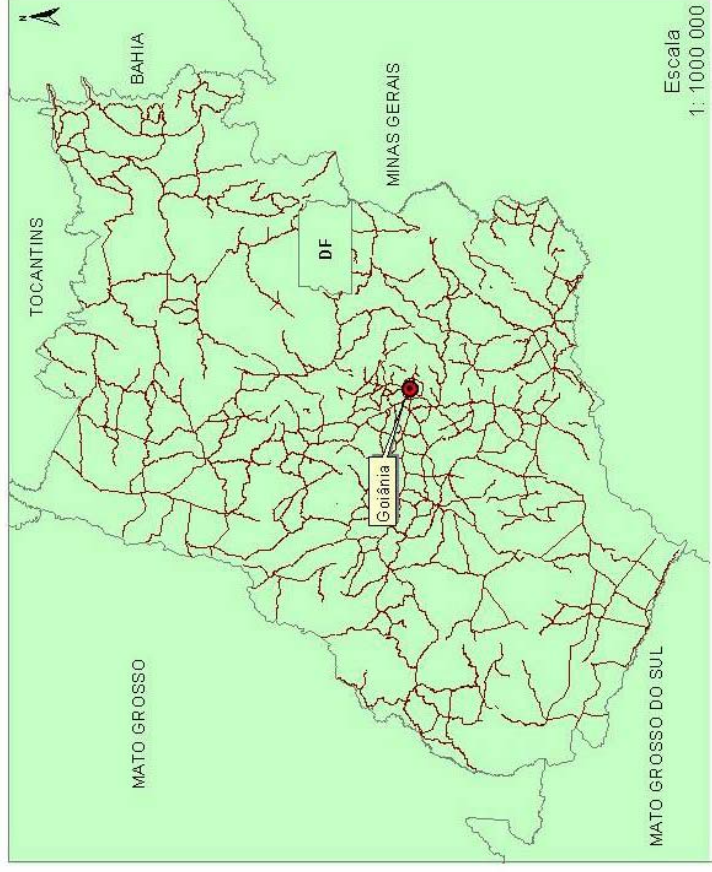 N
TOCANTINS
BAHIA
MATO GROSSO
DF
MINAS GERAIS
Goiânia
MATO GROSSO DO SUL
Escala
1: 1000 000